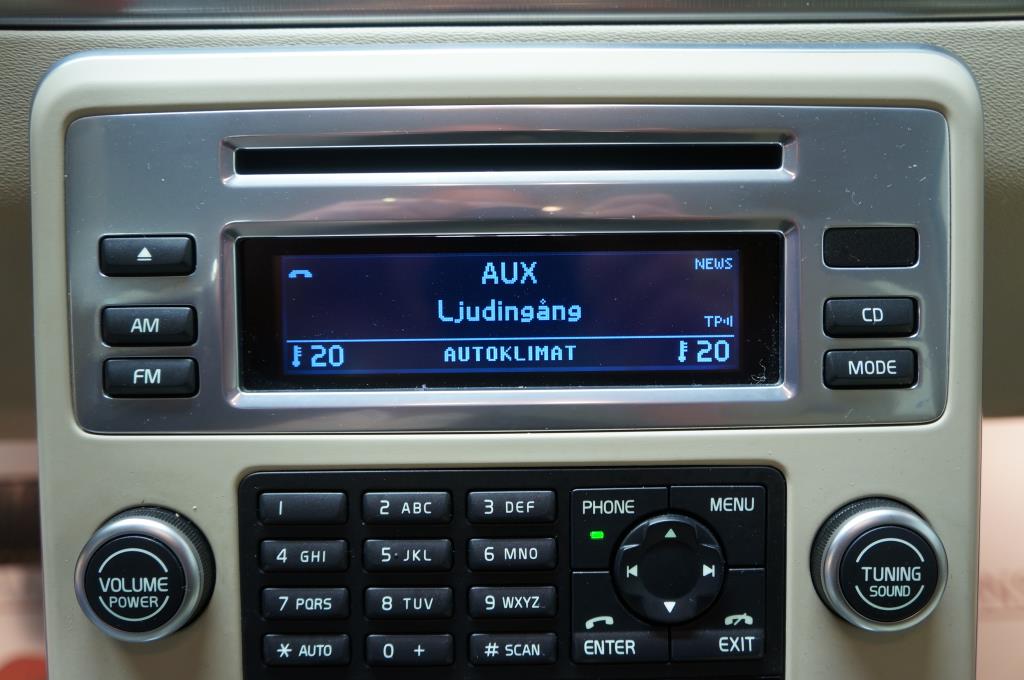 AUX
NEWS
Ljudingång
TP
20 AUTOKLIMAT 20
AM
FM
CD
MODE
1 2 ABC 3 DEF
4 GHI 5 JKL 6 MNO
7 PQRS 8 TUV 9 WXYZ
* AUTO 0 + # SCAN
PHONE MENU
ENTER EXIT
VOLUME
POWER
TUNING
SOUND